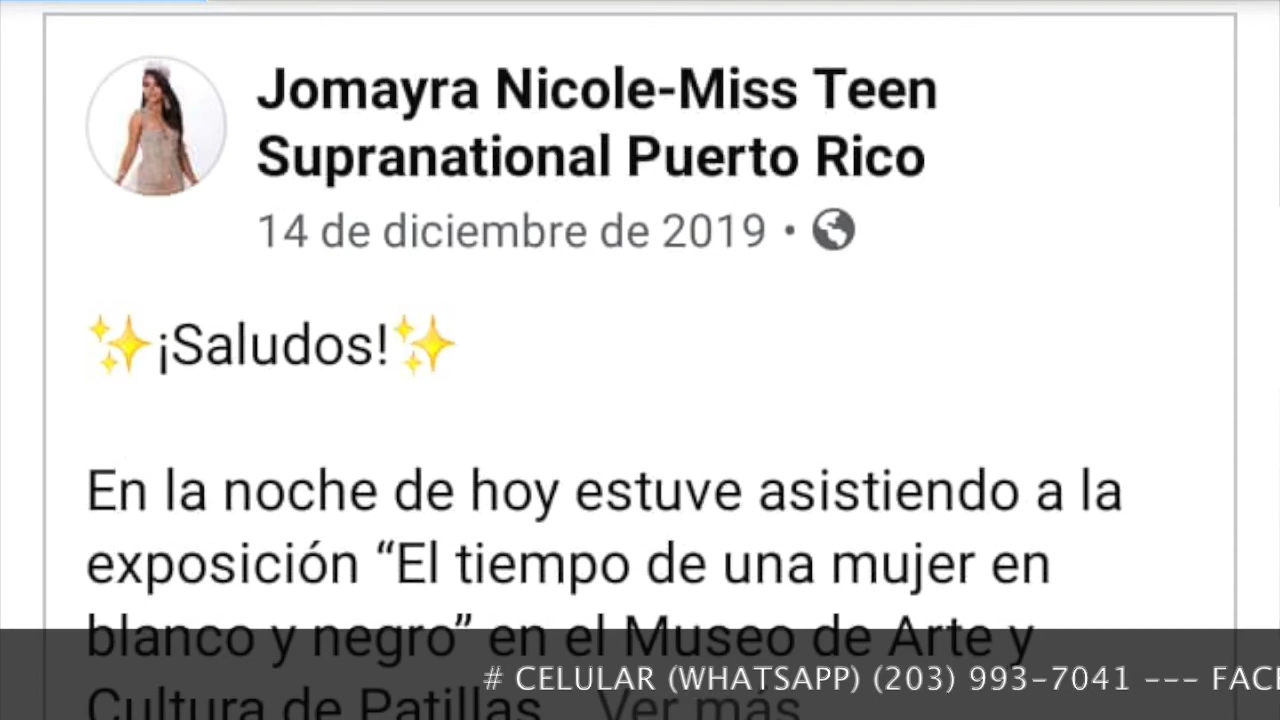 Jomayra Nicole-Miss Teen
Supranational Puerto Rico
14 de diciembre de 2019 •
✨¡Saludos!✨
En la noche de hoy estuve asistiendo a la
exposición “El tiempo de una mujer en
blanco y negro” en el Museo de Arte y
Cultura de Patillas... Ver más
# CELULAR (WHATSAPP) (203) 993-7041 --- FACE